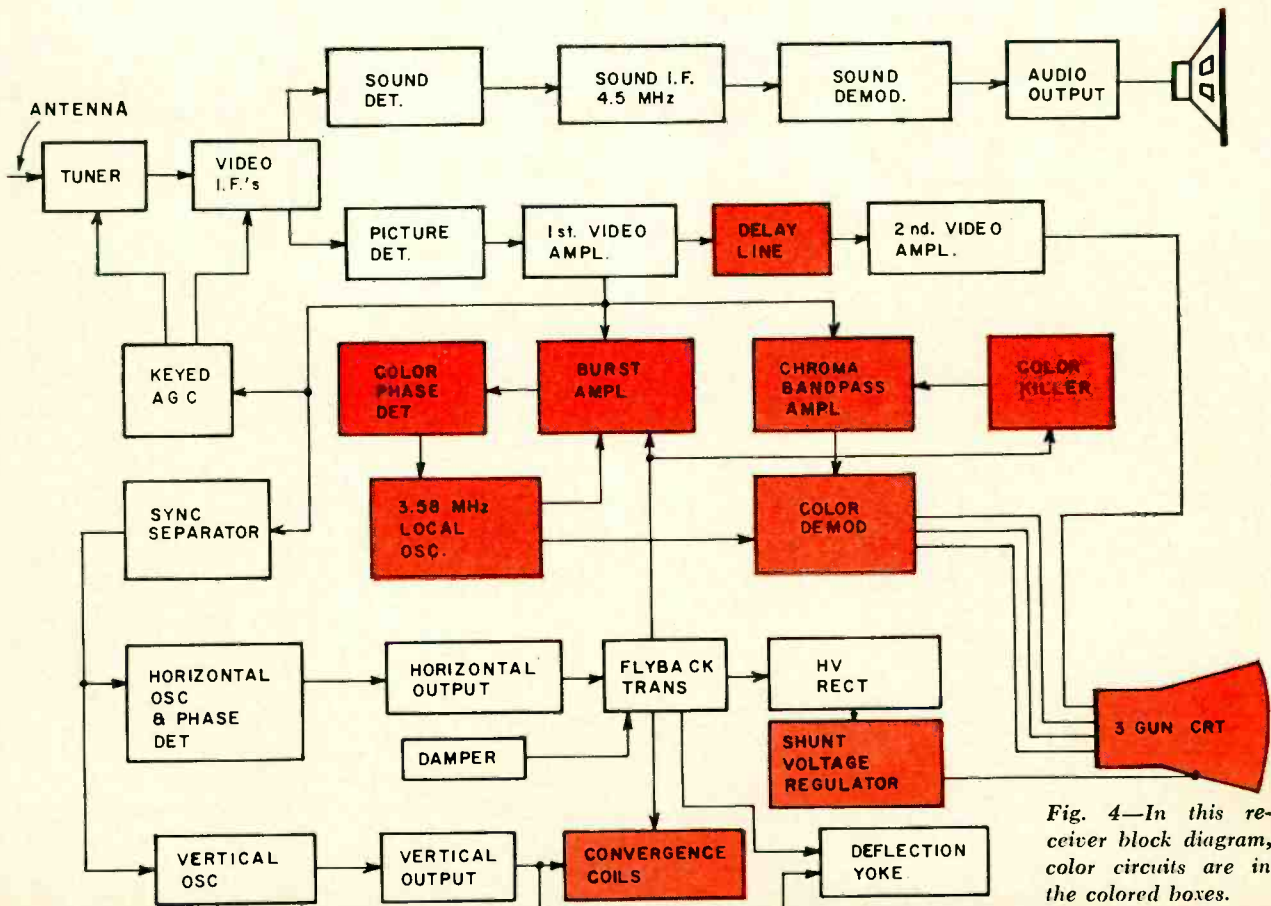 ANTENNA
TUNER
VIDEO
I.F.'s
SOUND
DET.
SOUND I.F.
4.5 MHz
SOUND
DEMOD.
AUDIO
OUTPUT
PICTURE
DET.
1st. VIDEO
AMPL.
DELAY
LINE
2nd. VIDEO
AMPL.
KEYED
AGC
COLOR
PHASE
DET
BURST
AMPL
CHROMA
BANDPASS
AMPL
COLOR
KILLER
SYNC
SEPARATOR
3.58 MHz
LOCAL
OSC.
COLOR
DEMOD
HORIZONTAL
OSC
& PHASE
DET
HORIZONTAL
OUTPUT
FLYBACK
TRANS
HV
RECT
DAMPER
SHUNT
VOLTAGE
REGULATOR
3 GUN CRT
VERTICAL
OSC
VERTICAL
OUTPUT
CONVERGENCE
COILS
DEFLECTION
YOKE
Fig. 4—In this re-
ceiver block diagram,
color circuits are in
the colored boxes.